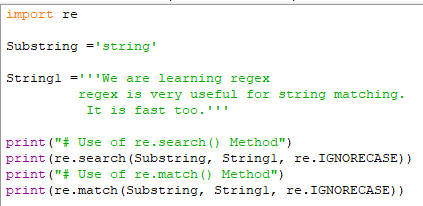 import re
Substring ='string'
String1 ='''We are learning regex
regex is very useful for string matching.
It is fast too.'''
print("# Use of re.search() Method")
print(re.search(Substring, String1, re.IGNORECASE))
print("# Use of re.match() Method")
print(re.match(Substring, String1, re.IGNORECASE))